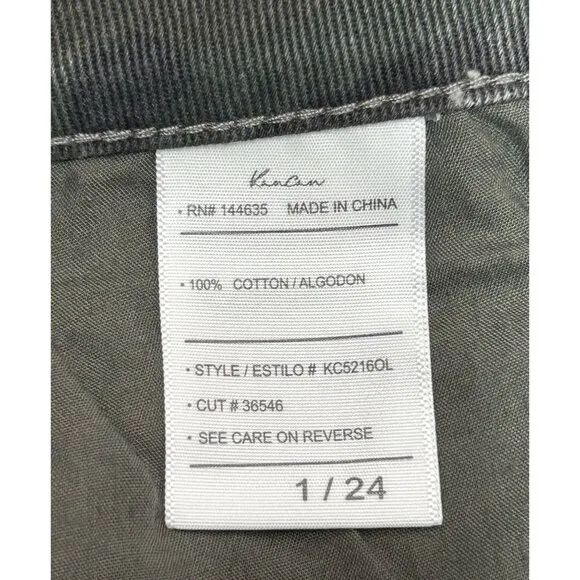 KanCan
• RN# 144635 MADE IN CHINA
• 100% COTTON / ALGODON
• STYLE / ESTILO # KC5216OL
• CUT # 36546
• SEE CARE ON REVERSE
1 / 24